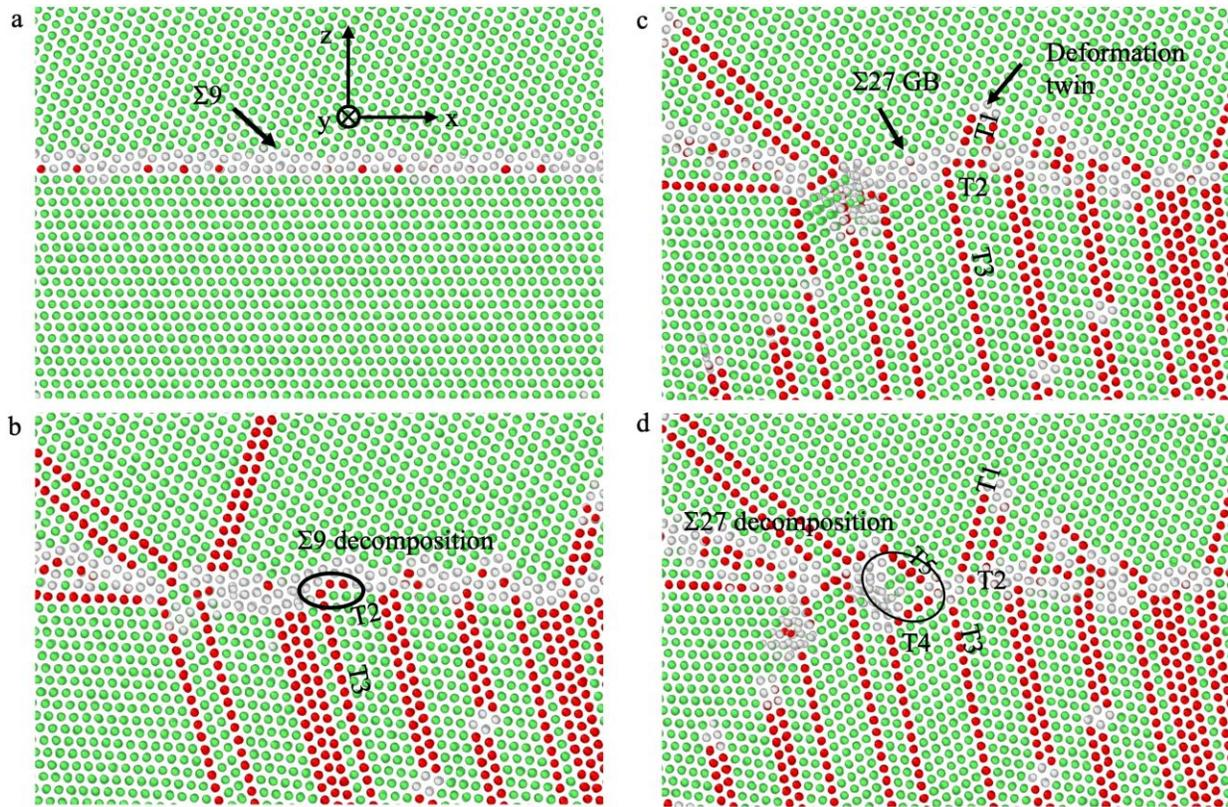 a
z
Σ9
y
x
b
Σ9 decomposition
T2
T3
c
Deformation
twin
Σ27 GB
T1
T2
T3
d
T1
Σ27 decomposition
T5
T2
T4
T3